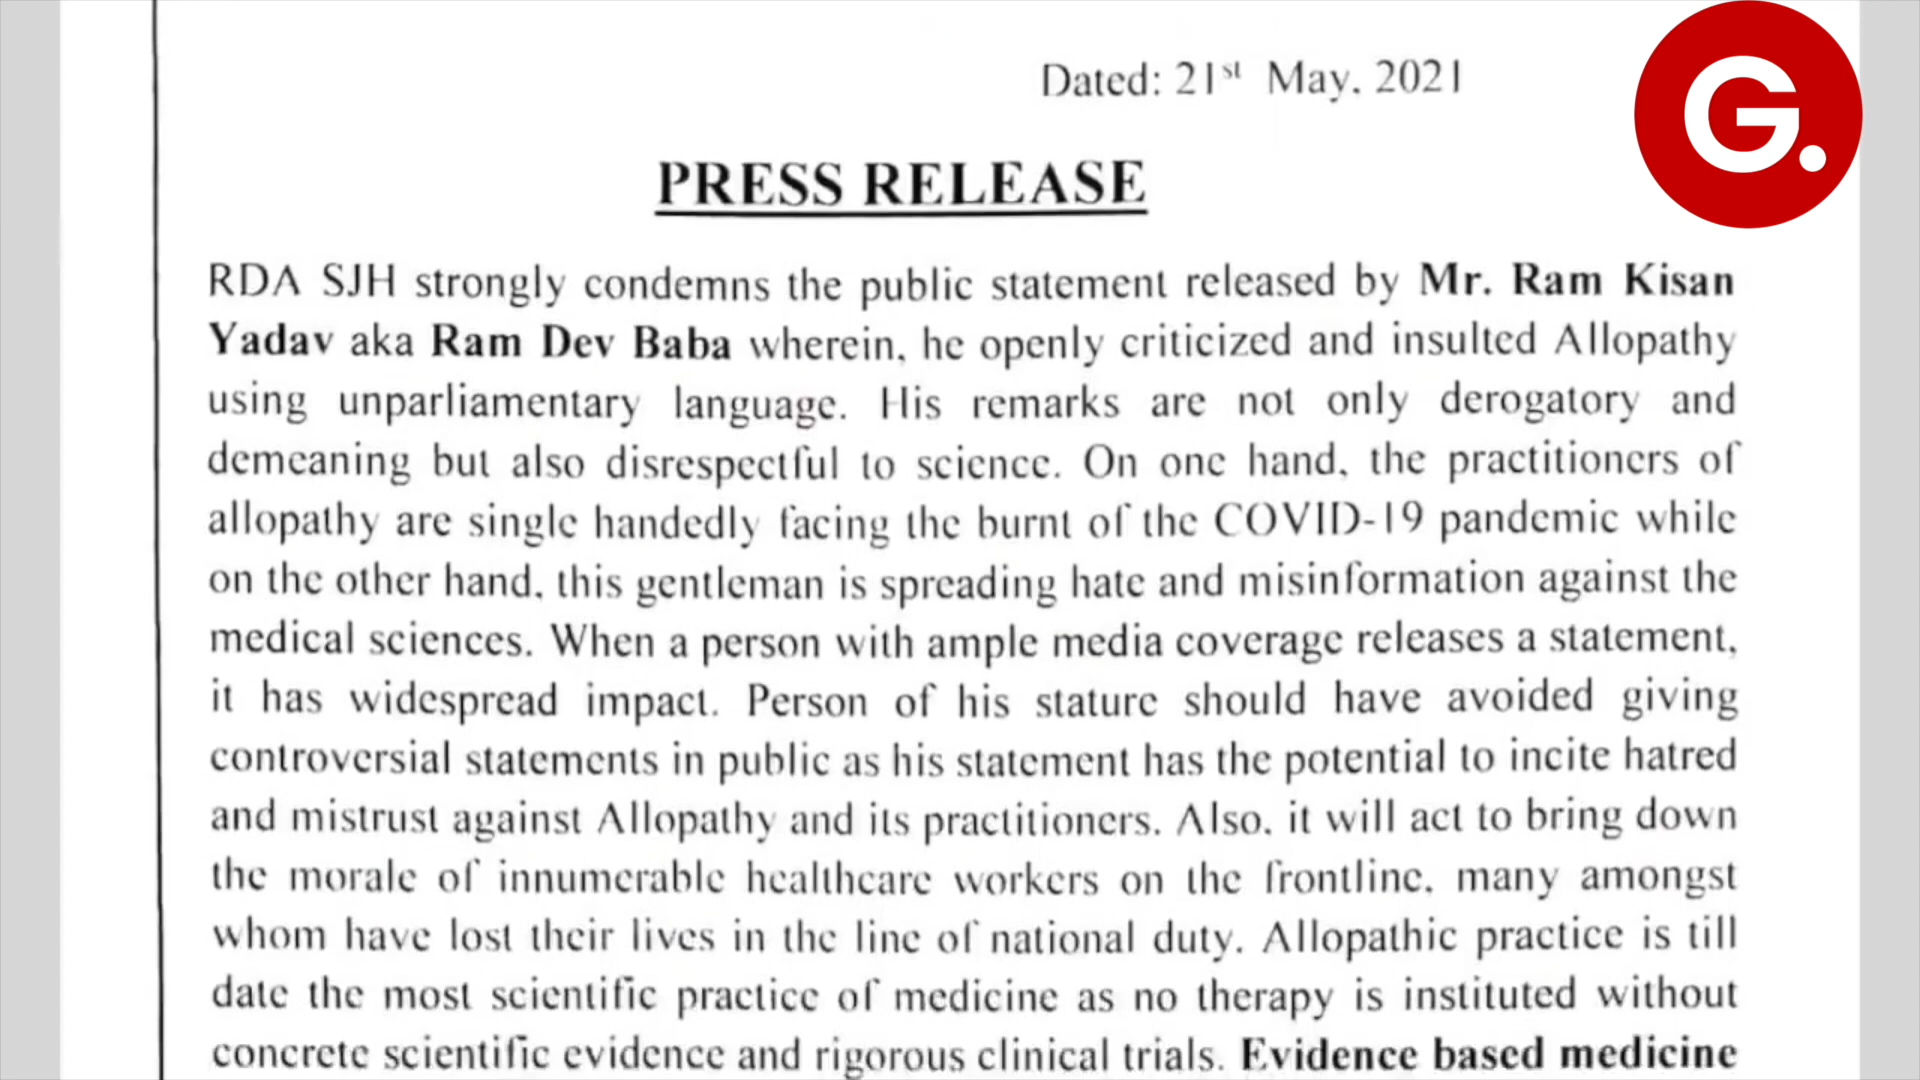 Dated: 21st May, 2021
G.
PRESS RELEASE
RDA SJH strongly condemns the public statement released by Mr. Ram Kisan
Yadav aka Ram Dev Baba wherein, he openly criticized and insulted Allopathy
using unparliamentary language. His remarks are not only derogatory and
demeaning but also disrespectful to science. On one hand, the practitioners of
allopathy are single handedly facing the burnt of the COVID-19 pandemic while
on the other hand, this gentleman is spreading hate and misinformation against the
medical sciences. When a person with ample media coverage releases a statement,
it has widespread impact. Person of his stature should have avoided giving
controversial statements in public as his statement has the potential to incite hatred
and mistrust against Allopathy and its practitioners. Also, it will act to bring down
the morale of innumerable healthcare workers on the frontline, many amongst
whom have lost their lives in the line of national duty. Allopathic practice is till
date the most scientific practice of medicine as no therapy is instituted without
concrete scientific evidence and rigorous clinical trials. Evidence based medicine